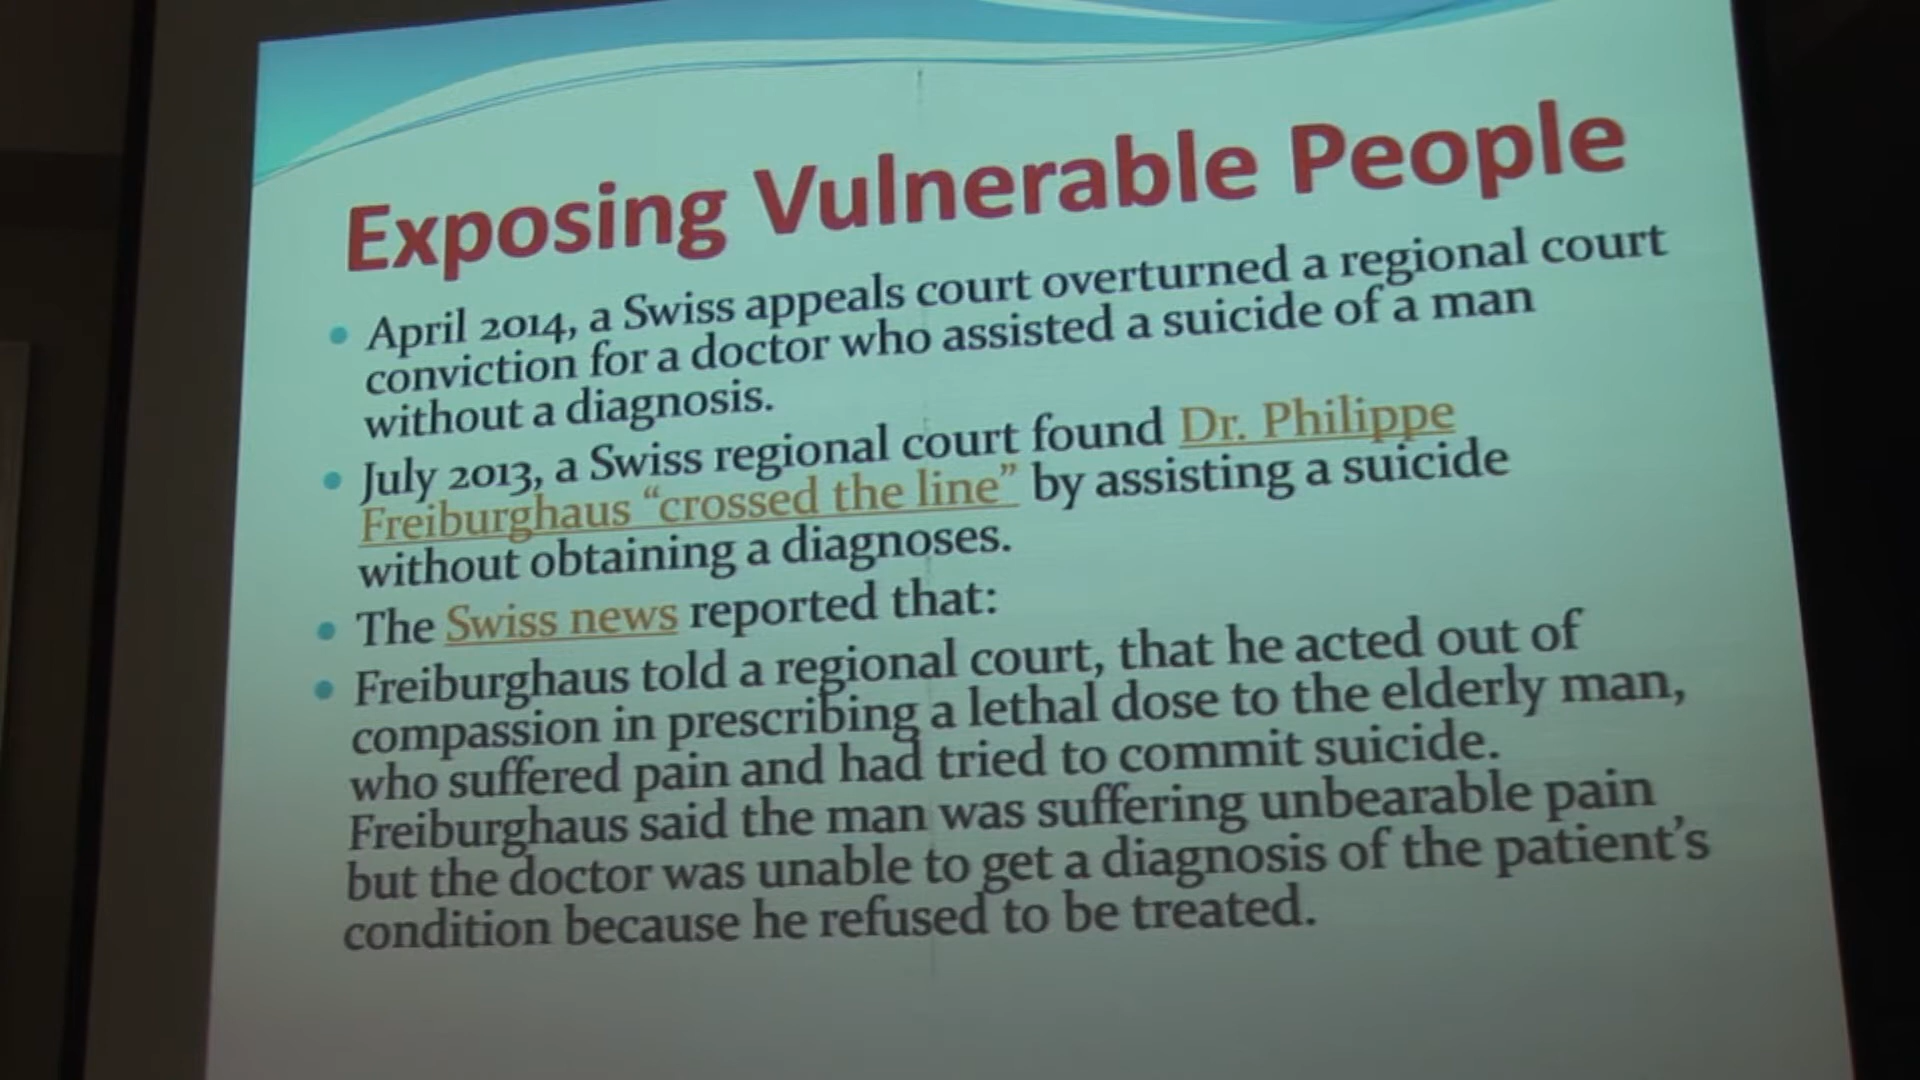 Exposing Vulnerable People
• April 2014, a Swiss appeals court overturned a regional court
conviction for a doctor who assisted a suicide of a man
without a diagnosis.
• July 2013, a Swiss regional court found Dr. Philippe
Freiburghaus “crossed the line” by assisting a suicide
without obtaining a diagnoses.
• The Swiss news reported that:
• Freiburghaus told a regional court, that he acted out of
compassion in prescribing a lethal dose to the elderly man,
who suffered pain and had tried to commit suicide.
Freiburghaus said the man was suffering unbearable pain
but the doctor was unable to get a diagnosis of the patient’s
condition because he refused to be treated.